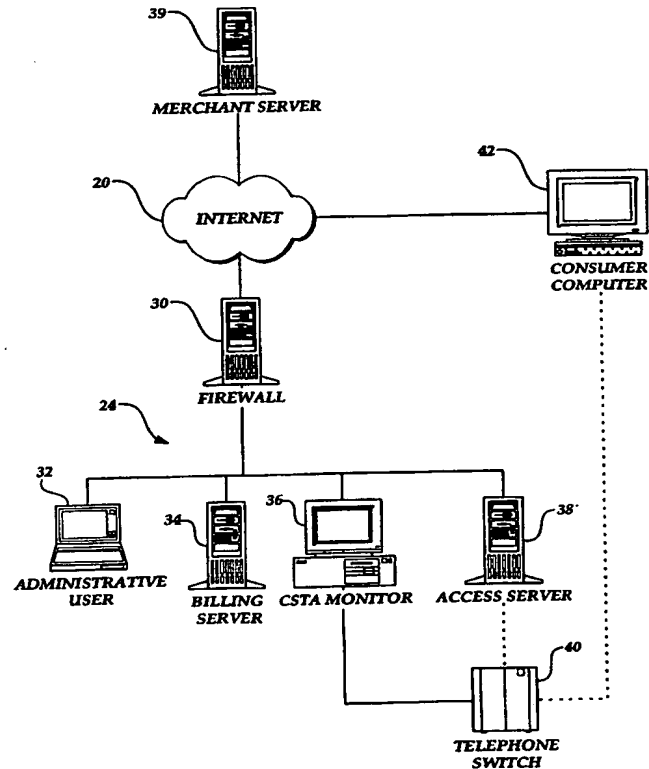 39
MERCHANT SERVER
42
20
INTERNET
CONSUMER
COMPUTER
30
FIREWALL
24
32
34
36
38'
ADMINISTRATIVE
USER
BILLING
SERVER
CSTA MONITOR
ACCESS SERVER
40
TELEPHONE
SWITCH